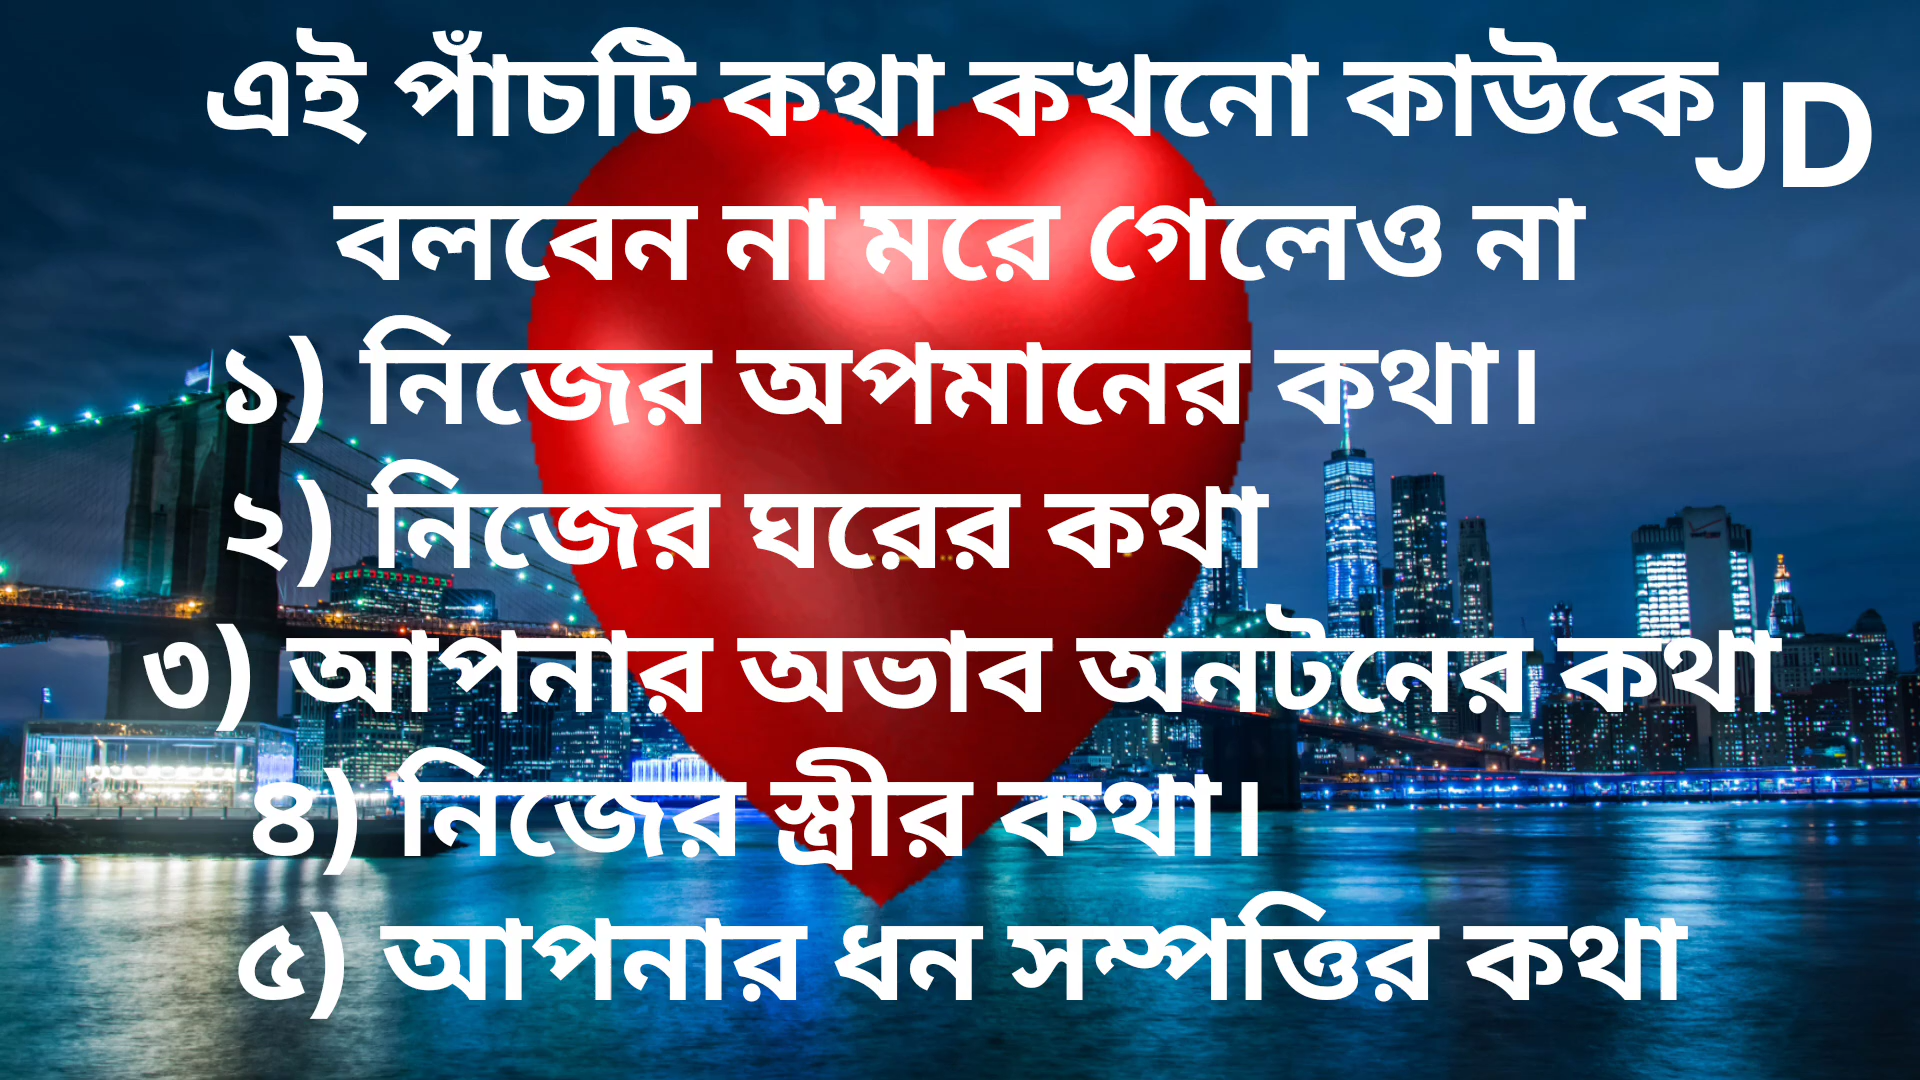 এই পাঁচটি কথা কখনো কাউকে
JD
বলবেন না মরে গেলেও না
১) নিজের অপমানের কথা।
২) নিজের ঘরের কথা
৩) আপনার অভাব অনটনের কথা
৪) নিজের স্ত্রীর কথা।
৫) আপনার ধন সম্পত্তির কথা